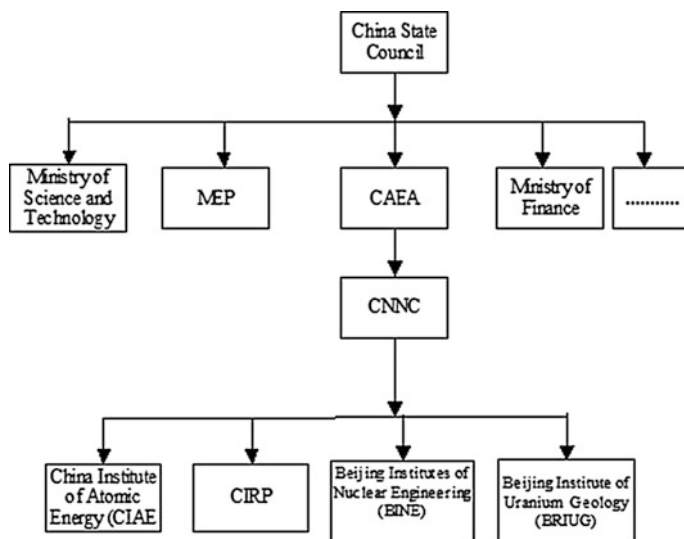 China State
Council
Ministry of
Science and
Technology
MEP
CAEA
Ministry of
Finance
...........
CNNC
China Institute
of Atomic
Energy (CIAE
CIRP
Beijing Institutes of
Nuclear Engineering
(BINE)
Beijing Institute of
Uranium Geology
(BRIUG)